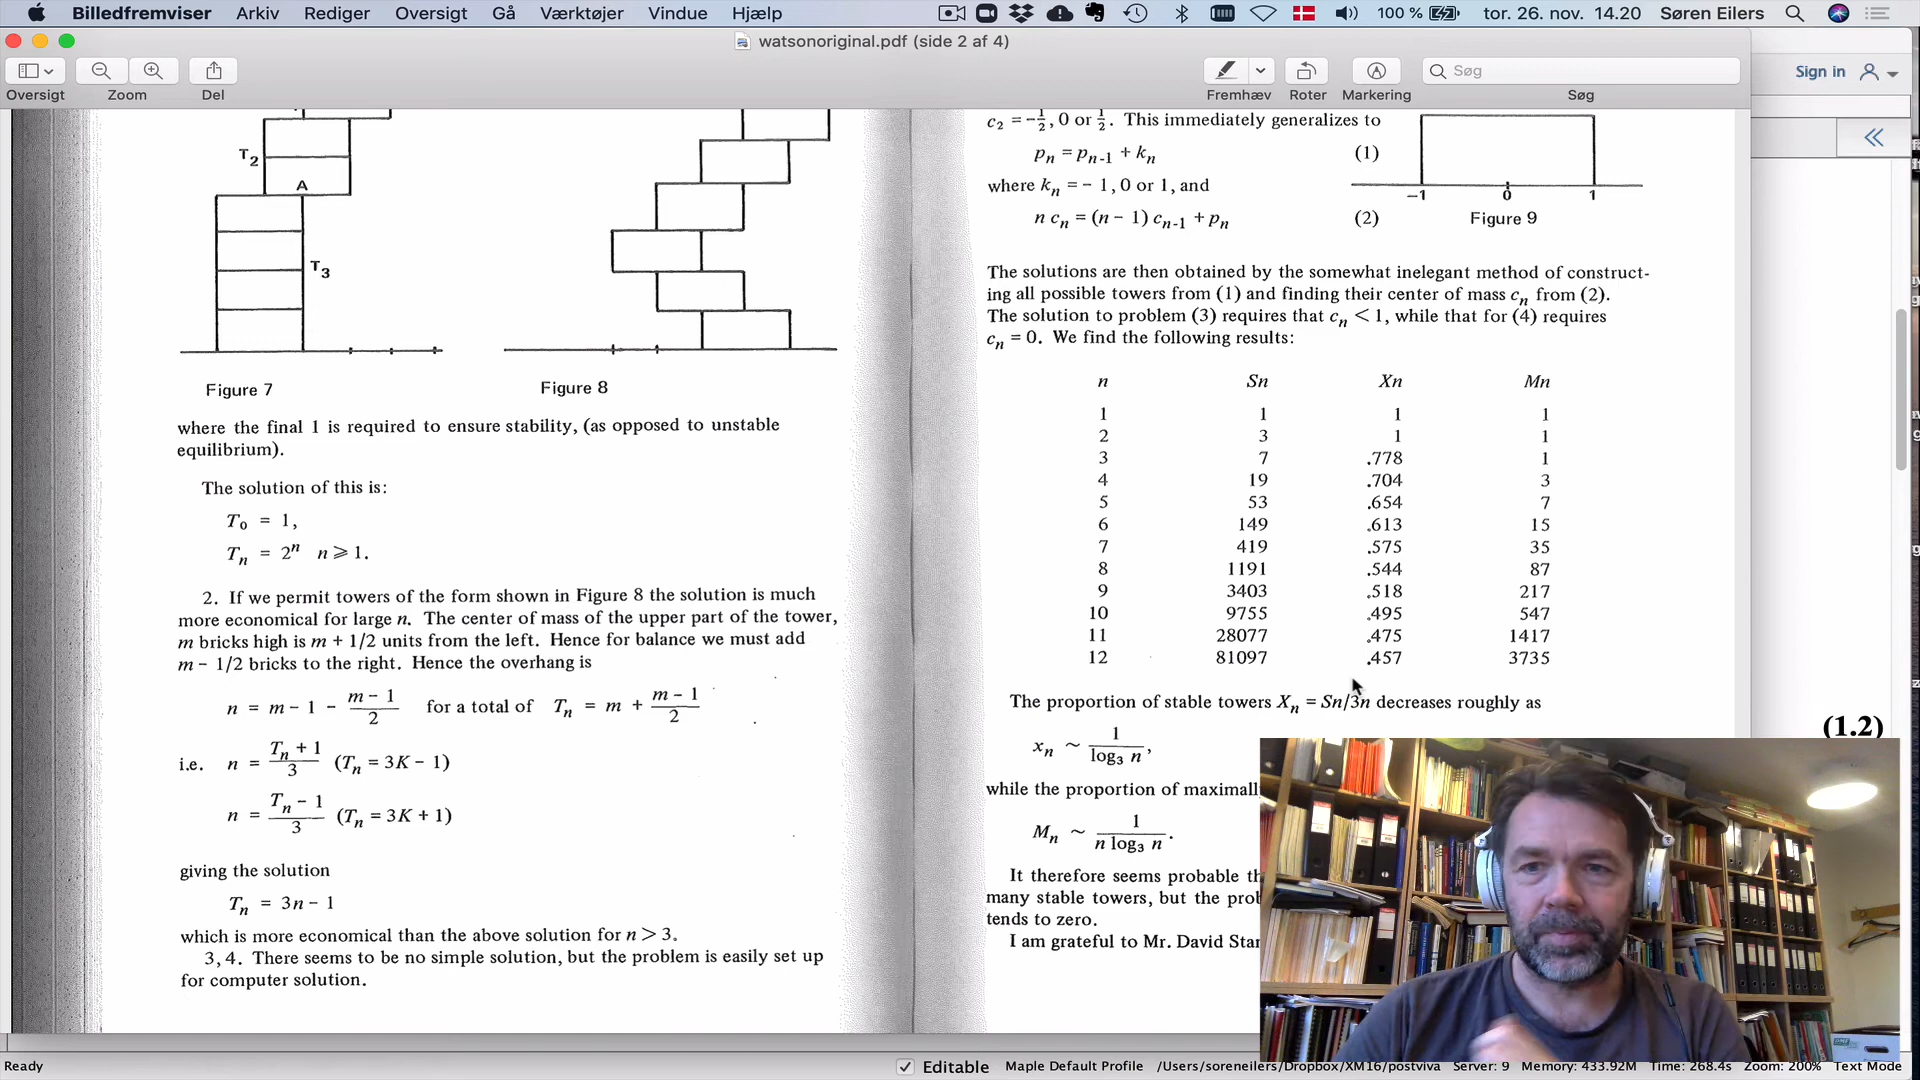 Billedfremviser Arkiv Rediger Oversigt Gå Værktøjer Vindue Hjælp 100 % tor. 26. nov. 14.20 Søren Eilers
watsonoriginal.pdf (side 2 af 4)
Oversigt Zoom Del Fremhæv Roter Markering Søg
Søg
Sign in
T2
A
T3
Figure 7 Figure 8
where the final 1 is required to ensure stability, (as opposed to unstable
equilibrium).
The solution of this is:
T₀ = 1,
Tₙ = 2ⁿ n ⩾ 1.
2. If we permit towers of the form shown in Figure 8 the solution is much
more economical for large n. The center of mass of the upper part of the tower,
m bricks high is m + 1/2 units from the left. Hence for balance we must add
m - 1/2 bricks to the right. Hence the overhang is
n = m - 1 - (m - 1)/2 for a total of Tₙ = m + (m - 1)/2
i.e. n = (Tₙ + 1)/3 (Tₙ = 3K - 1)
n = (Tₙ - 1)/3 (Tₙ = 3K + 1)
giving the solution
Tₙ = 3n - 1
which is more economical than the above solution for n > 3.
3, 4. There seems to be no simple solution, but the problem is easily set up
for computer solution.
c₂ = -½, 0 or ½. This immediately generalizes to
pₙ = pₙ₋₁ + kₙ (1)
where kₙ = - 1, 0 or 1, and
n cₙ = (n - 1) cₙ₋₁ + pₙ (2)
-1 0 1
Figure 9
The solutions are then obtained by the somewhat inelegant method of construct-
ing all possible towers from (1) and finding their center of mass cₙ from (2).
The solution to problem (3) requires that cₙ < 1, while that for (4) requires
cₙ = 0. We find the following results:
n Sn Xn Mn
1 1 1 1
2 3 1 1
3 7 .778 1
4 19 .704 3
5 53 .654 7
6 149 .613 15
7 419 .575 35
8 1191 .544 87
9 3403 .518 217
10 9755 .495 547
11 28077 .475 1417
12 81097 .457 3735
The proportion of stable towers Xₙ = Sn/3n decreases roughly as
xₙ ~ 1/log₃ n,
while the proportion of maximall
Mₙ ~ 1/(n log₃ n).
It therefore seems probable th
many stable towers, but the prob
tends to zero.
I am grateful to Mr. David Star
(1.2)
Ready Editable Maple Default Profile /Users/soreneilers/Dropbox/XM16/postviva Server: 9 Memory: 433.92M Time: 268.4s Zoom: 200% Text Mode